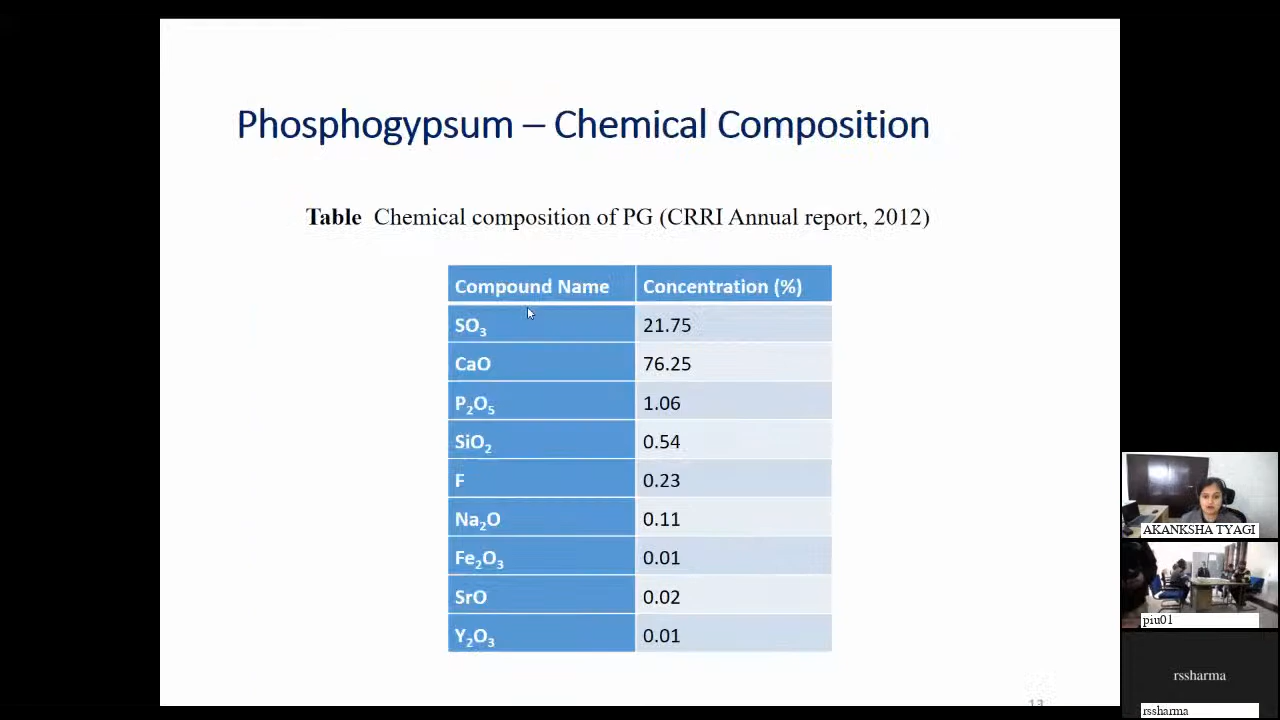 Phosphogypsum – Chemical Composition
Table Chemical composition of PG (CRRI Annual report, 2012)
Compound Name Concentration (%)
SO₃ 21.75
CaO 76.25
P₂O₅ 1.06
SiO₂ 0.54
F 0.23
Na₂O 0.11
Fe₂O₃ 0.01
SrO 0.02
Y₂O₃ 0.01
13
AKANKSHA TYAGI
piu01
rssharma
rssharma